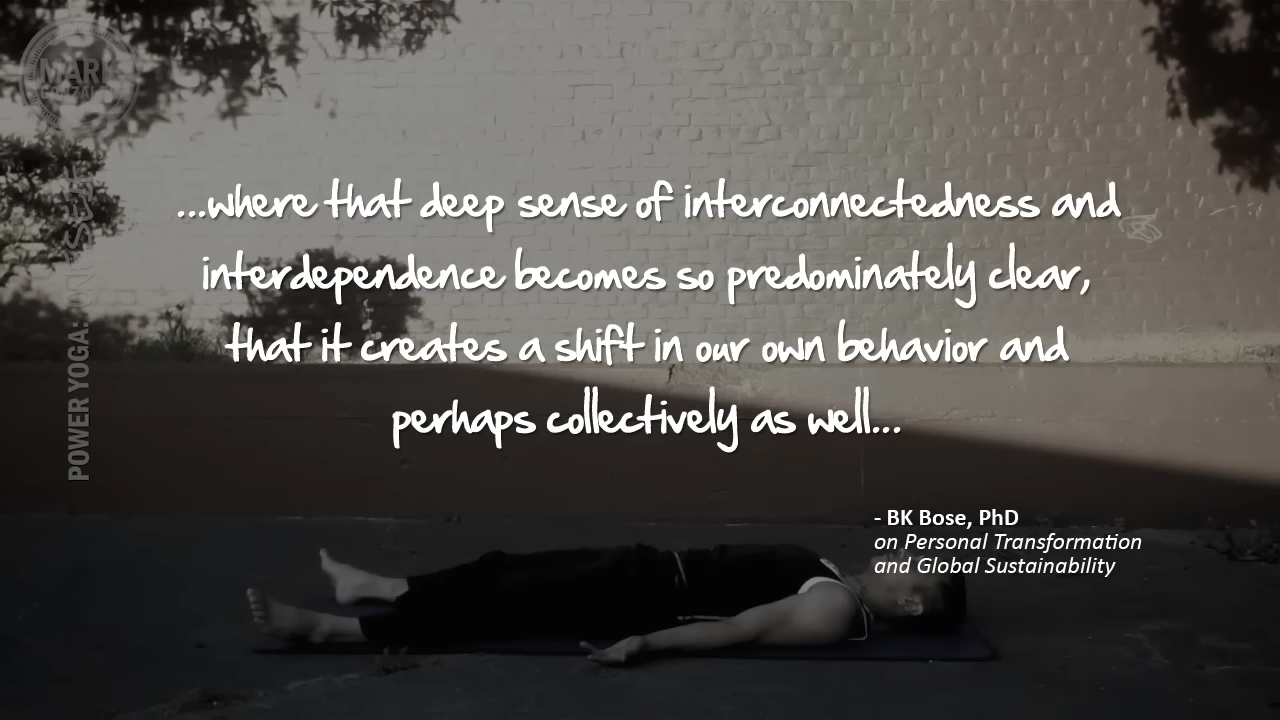 MARK
...where that deep sense of interconnectedness and
interdependence becomes so predominately clear,
that it creates a shift in our own behavior and
perhaps collectively as well...
POWER YOGA:
- BK Bose, PhD
on Personal Transformation
and Global Sustainability